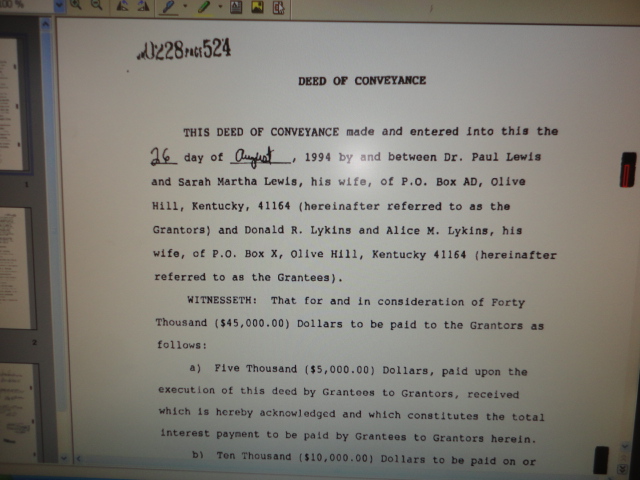 0228 PAGE 524
DEED OF CONVEYANCE
THIS DEED OF CONVEYANCE made and entered into this the
26 day of August, 1994 by and between Dr. Paul Lewis
and Sarah Martha Lewis, his wife, of P.O. Box AD, Olive
Hill, Kentucky, 41164 (hereinafter referred to as the
Grantors) and Donald R. Lykins and Alice M. Lykins, his
wife, of P.O. Box X, Olive Hill, Kentucky 41164 (hereinafter
referred to as the Grantees).
WITNESSETH: That for and in consideration of Forty
Thousand ($45,000.00) Dollars to be paid to the Grantors as
follows:
a) Five Thousand ($5,000.00) Dollars, paid upon the
execution of this deed by Grantees to Grantors, received
which is hereby acknowledged and which constitutes the total
interest payment to be paid by Grantees to Grantors herein.
b) Ten Thousand ($10,000.00) Dollars to be paid on or